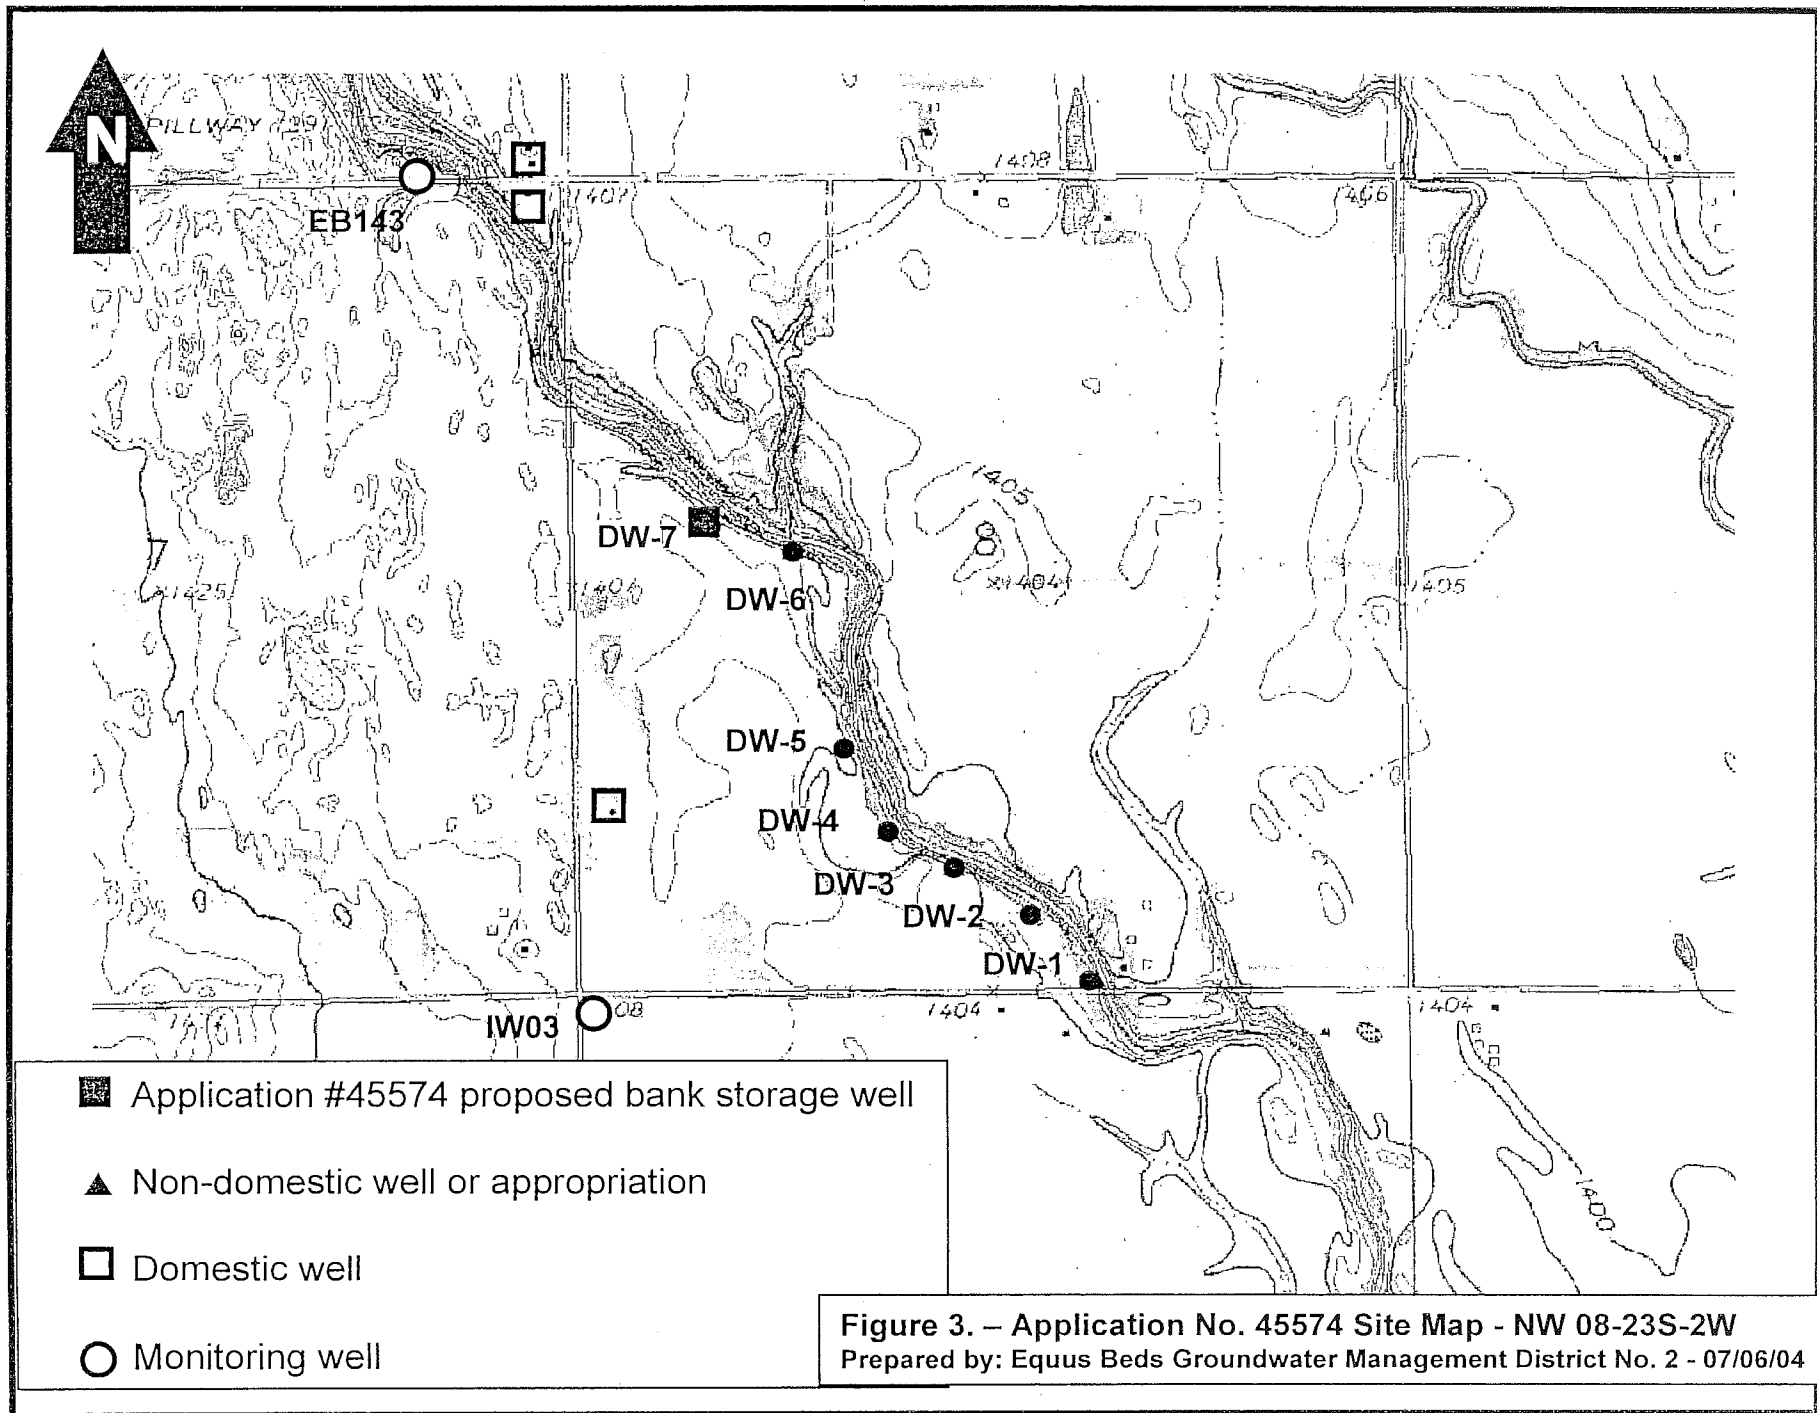 N
PILLWAY
1408
1407
1406
EB143
1405
DW-7
7
DW-6
1404
1405
1425
DW-5
DW-4
DW-3
DW-2
DW-1
IW03
08
1404
1404
1400
Application #45574 proposed bank storage well
Non-domestic well or appropriation
Domestic well
Monitoring well
Figure 3. – Application No. 45574 Site Map - NW 08-23S-2W
Prepared by: Equus Beds Groundwater Management District No. 2 - 07/06/04